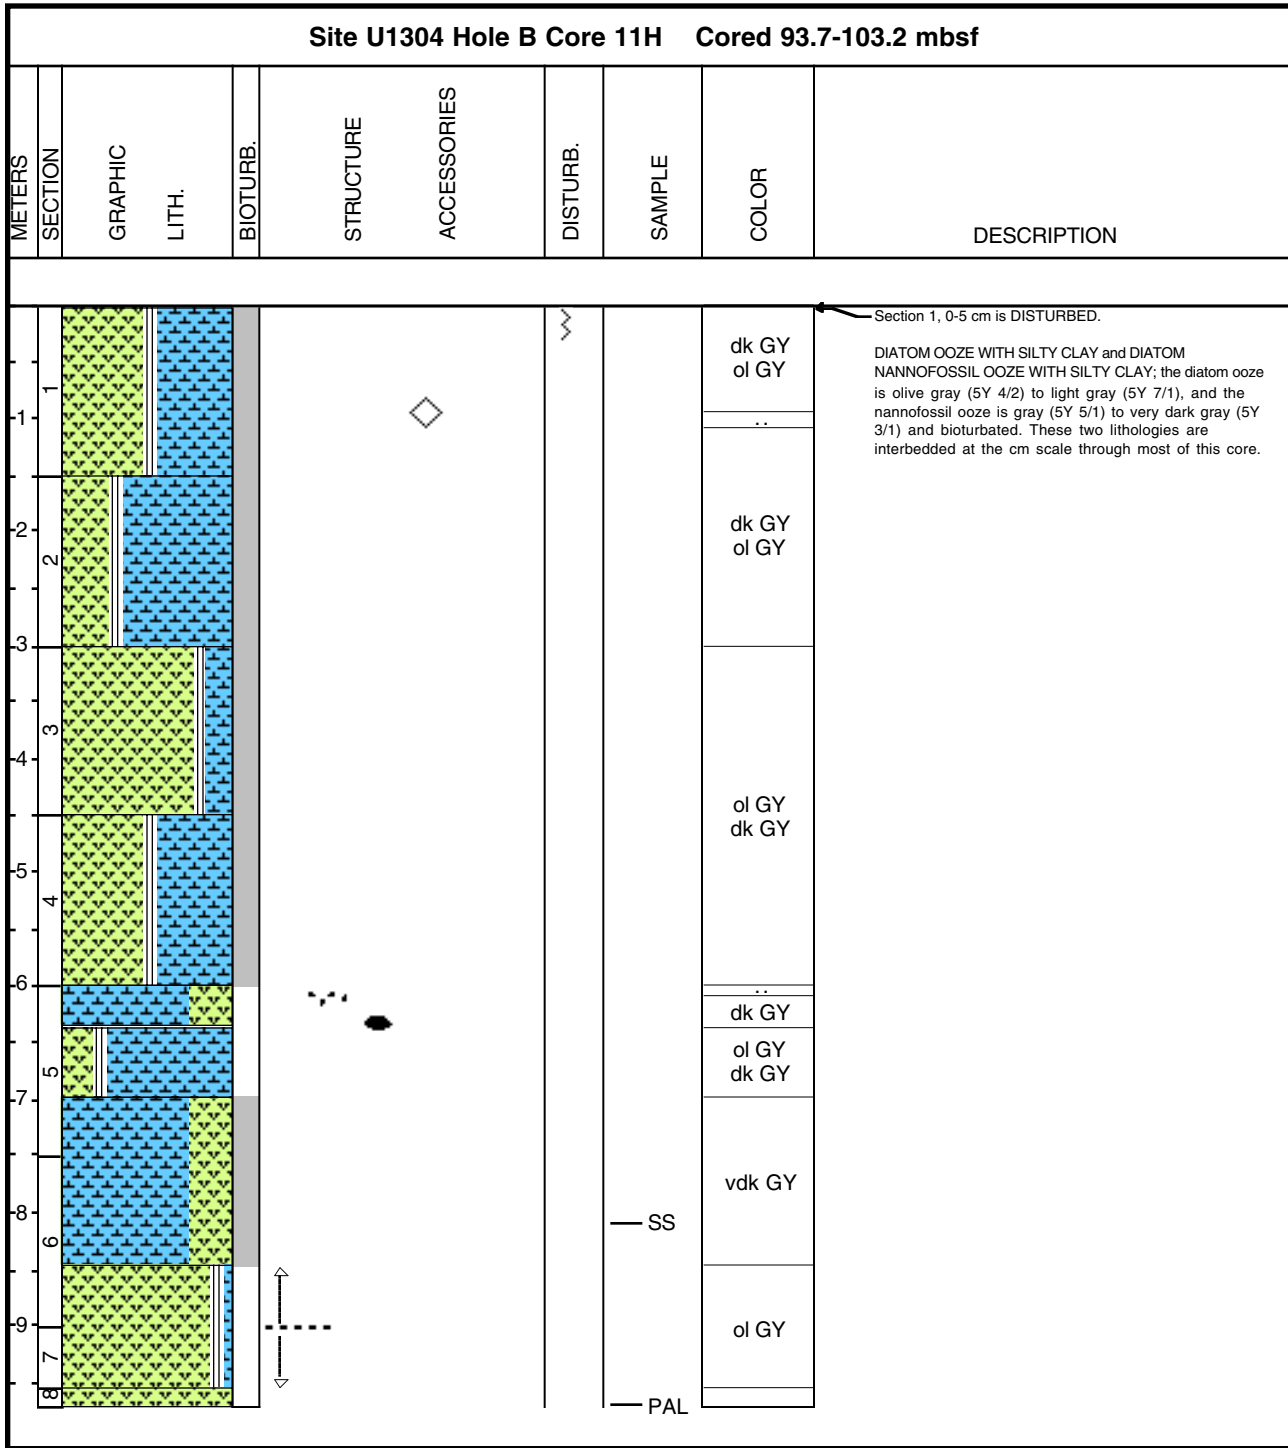 Site U1304 Hole B Core 11H Cored 93.7-103.2 mbsf
METERS
SECTION
GRAPHIC
LITH.
BIOTURB.
STRUCTURE
ACCESSORIES
DISTURB.
SAMPLE
COLOR
DESCRIPTION
Section 1, 0-5 cm is DISTURBED.
DIATOM OOZE WITH SILTY CLAY and DIATOM
NANNOFOSSIL OOZE WITH SILTY CLAY; the diatom ooze
is olive gray (5Y 4/2) to light gray (5Y 7/1), and the
nannofossil ooze is gray (5Y 5/1) to very dark gray (5Y
3/1) and bioturbated. These two lithologies are
interbedded at the cm scale through most of this core.
dk GY
ol GY
1
1
. .
dk GY
ol GY
2
2
3
3
4
ol GY
dk GY
5
4
6
. .
dk GY
ol GY
dk GY
5
7
vdk GY
8
SS
6
9
ol GY
7
8
PAL